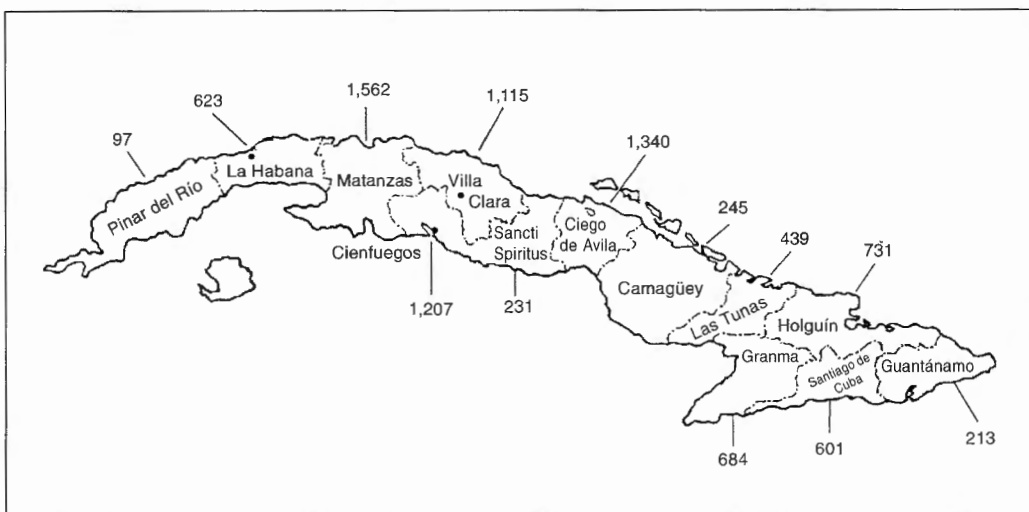 1,562
623
1,115
97
1,340
La Habana
Matanzas
Villa
Clara
Pinar del Río
245
Ciego
de Avila
439
Sancti
Spiritus
731
Cienfuegos
Camagüey
1,207
231
Las Tunas
Holguín
Granma
Santiago de
Cuba
Guantánamo
684
601
213